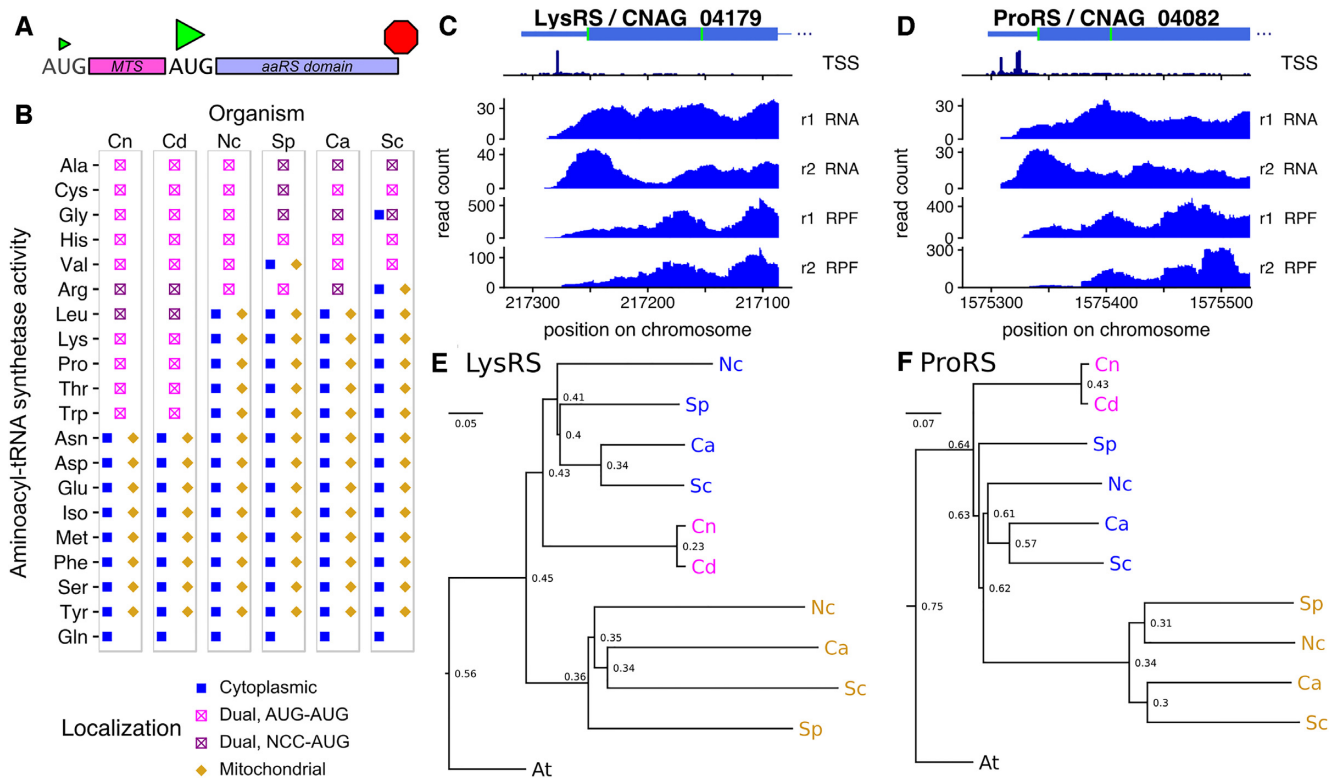 A
AUG MTS AUG aaRS domain
B
Organism
Cn Cd Nc Sp Ca Sc
Aminoacyl-tRNA synthetase activity
Ala
Cys
Gly
His
Val
Arg
Leu
Lys
Pro
Thr
Trp
Asn
Asp
Glu
Iso
Met
Phe
Ser
Tyr
Gln
Localization
Cytoplasmic
Dual, AUG-AUG
Dual, NCC-AUG
Mitochondrial
C
LysRS / CNAG_04179
...
TSS
read count
30
0
r1 RNA
40
0
r2 RNA
500
0
r1 RPF
100
0
r2 RPF
217300 217200 217100
position on chromosome
D
ProRS / CNAG_04082
...
TSS
read count
30
0
r1 RNA
30
0
r2 RNA
400
0
r1 RPF
300
0
r2 RPF
1575300 1575400 1575500
position on chromosome
E LysRS
0.05
Nc
0.41
Sp
0.4
Ca
0.34
Sc
0.43
Cn
0.23
Cd
0.45
Nc
0.35
Ca
0.34
0.36
Sc
Sp
0.56
At
F ProRS
0.07
Cn
0.43
Cd
0.64
Sp
Nc
0.61
0.63
Ca
0.57
Sc
0.62
0.75
Sp
0.31
Nc
0.34
Ca
0.3
Sc
At